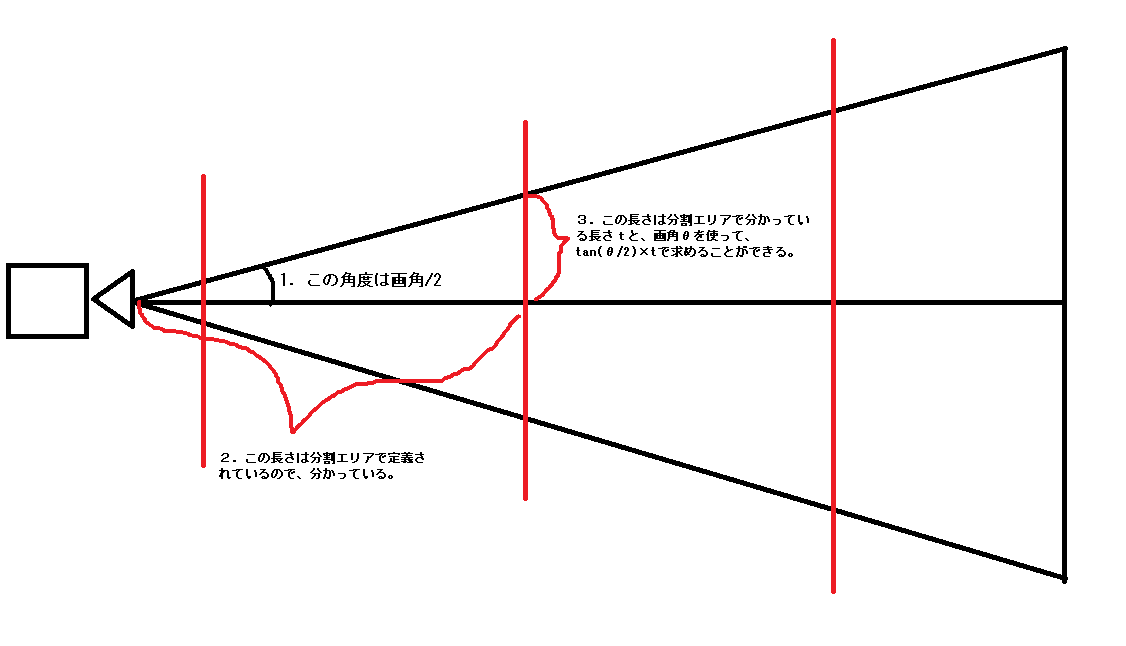 1. この角度は画角/2
3．この長さは分割エリアで分かってい
る長さｔと、画角θを使って、
tan(θ/2)×tで求めることができる。
２．この長さは分割エリアで定義さ
れているので、分かっている。